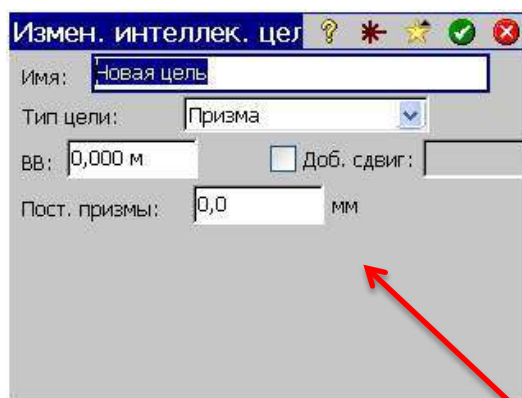 Измен. интеллек. цел
Имя: Новая цель
Тип цели: Призма
ВВ: 0,000 м Доб. сдвиг:
Пост. призмы: 0,0 мм